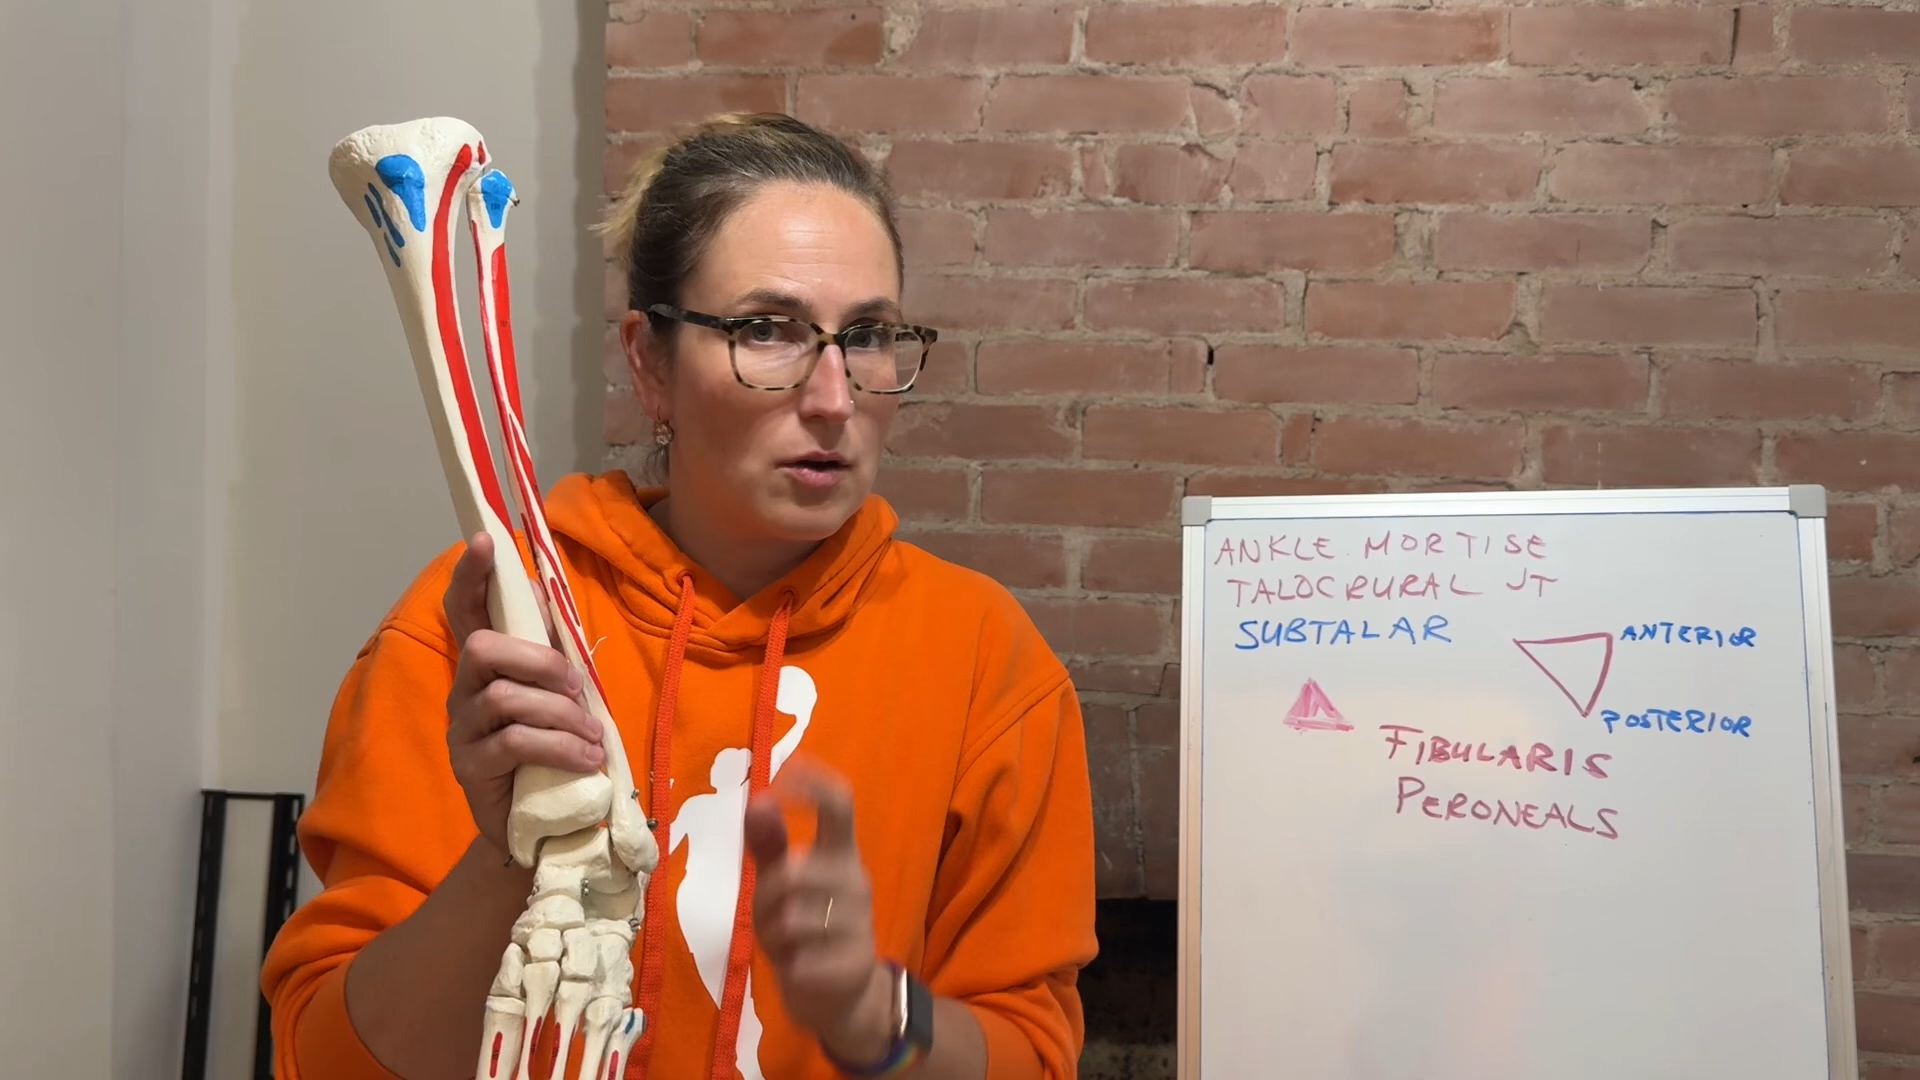 ANKLE MORTISE
TALOCRURAL JT
SUBTALAR
ANTERIOR
POSTERIOR
FIBULARIS
PERONEALS